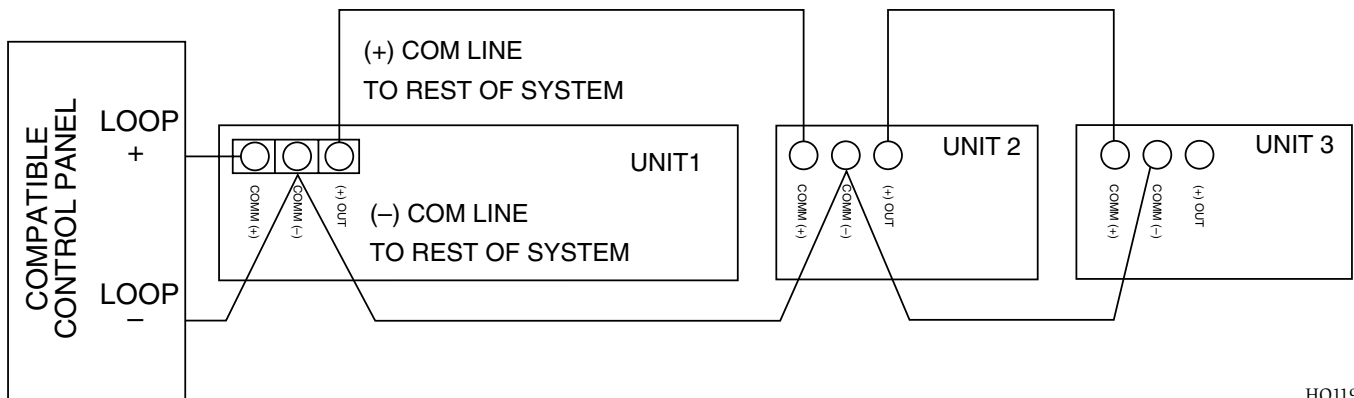 COMPATIBLE
CONTROL PANEL
LOOP
+
LOOP
–
(+) COM LINE
TO REST OF SYSTEM
UNIT1
COMM (+)
COMM (–)
(+) OUT
(–) COM LINE
TO REST OF SYSTEM
UNIT 2
COMM (+)
COMM (–)
(+) OUT
UNIT 3
COMM (+)
COMM (–)
(+) OUT